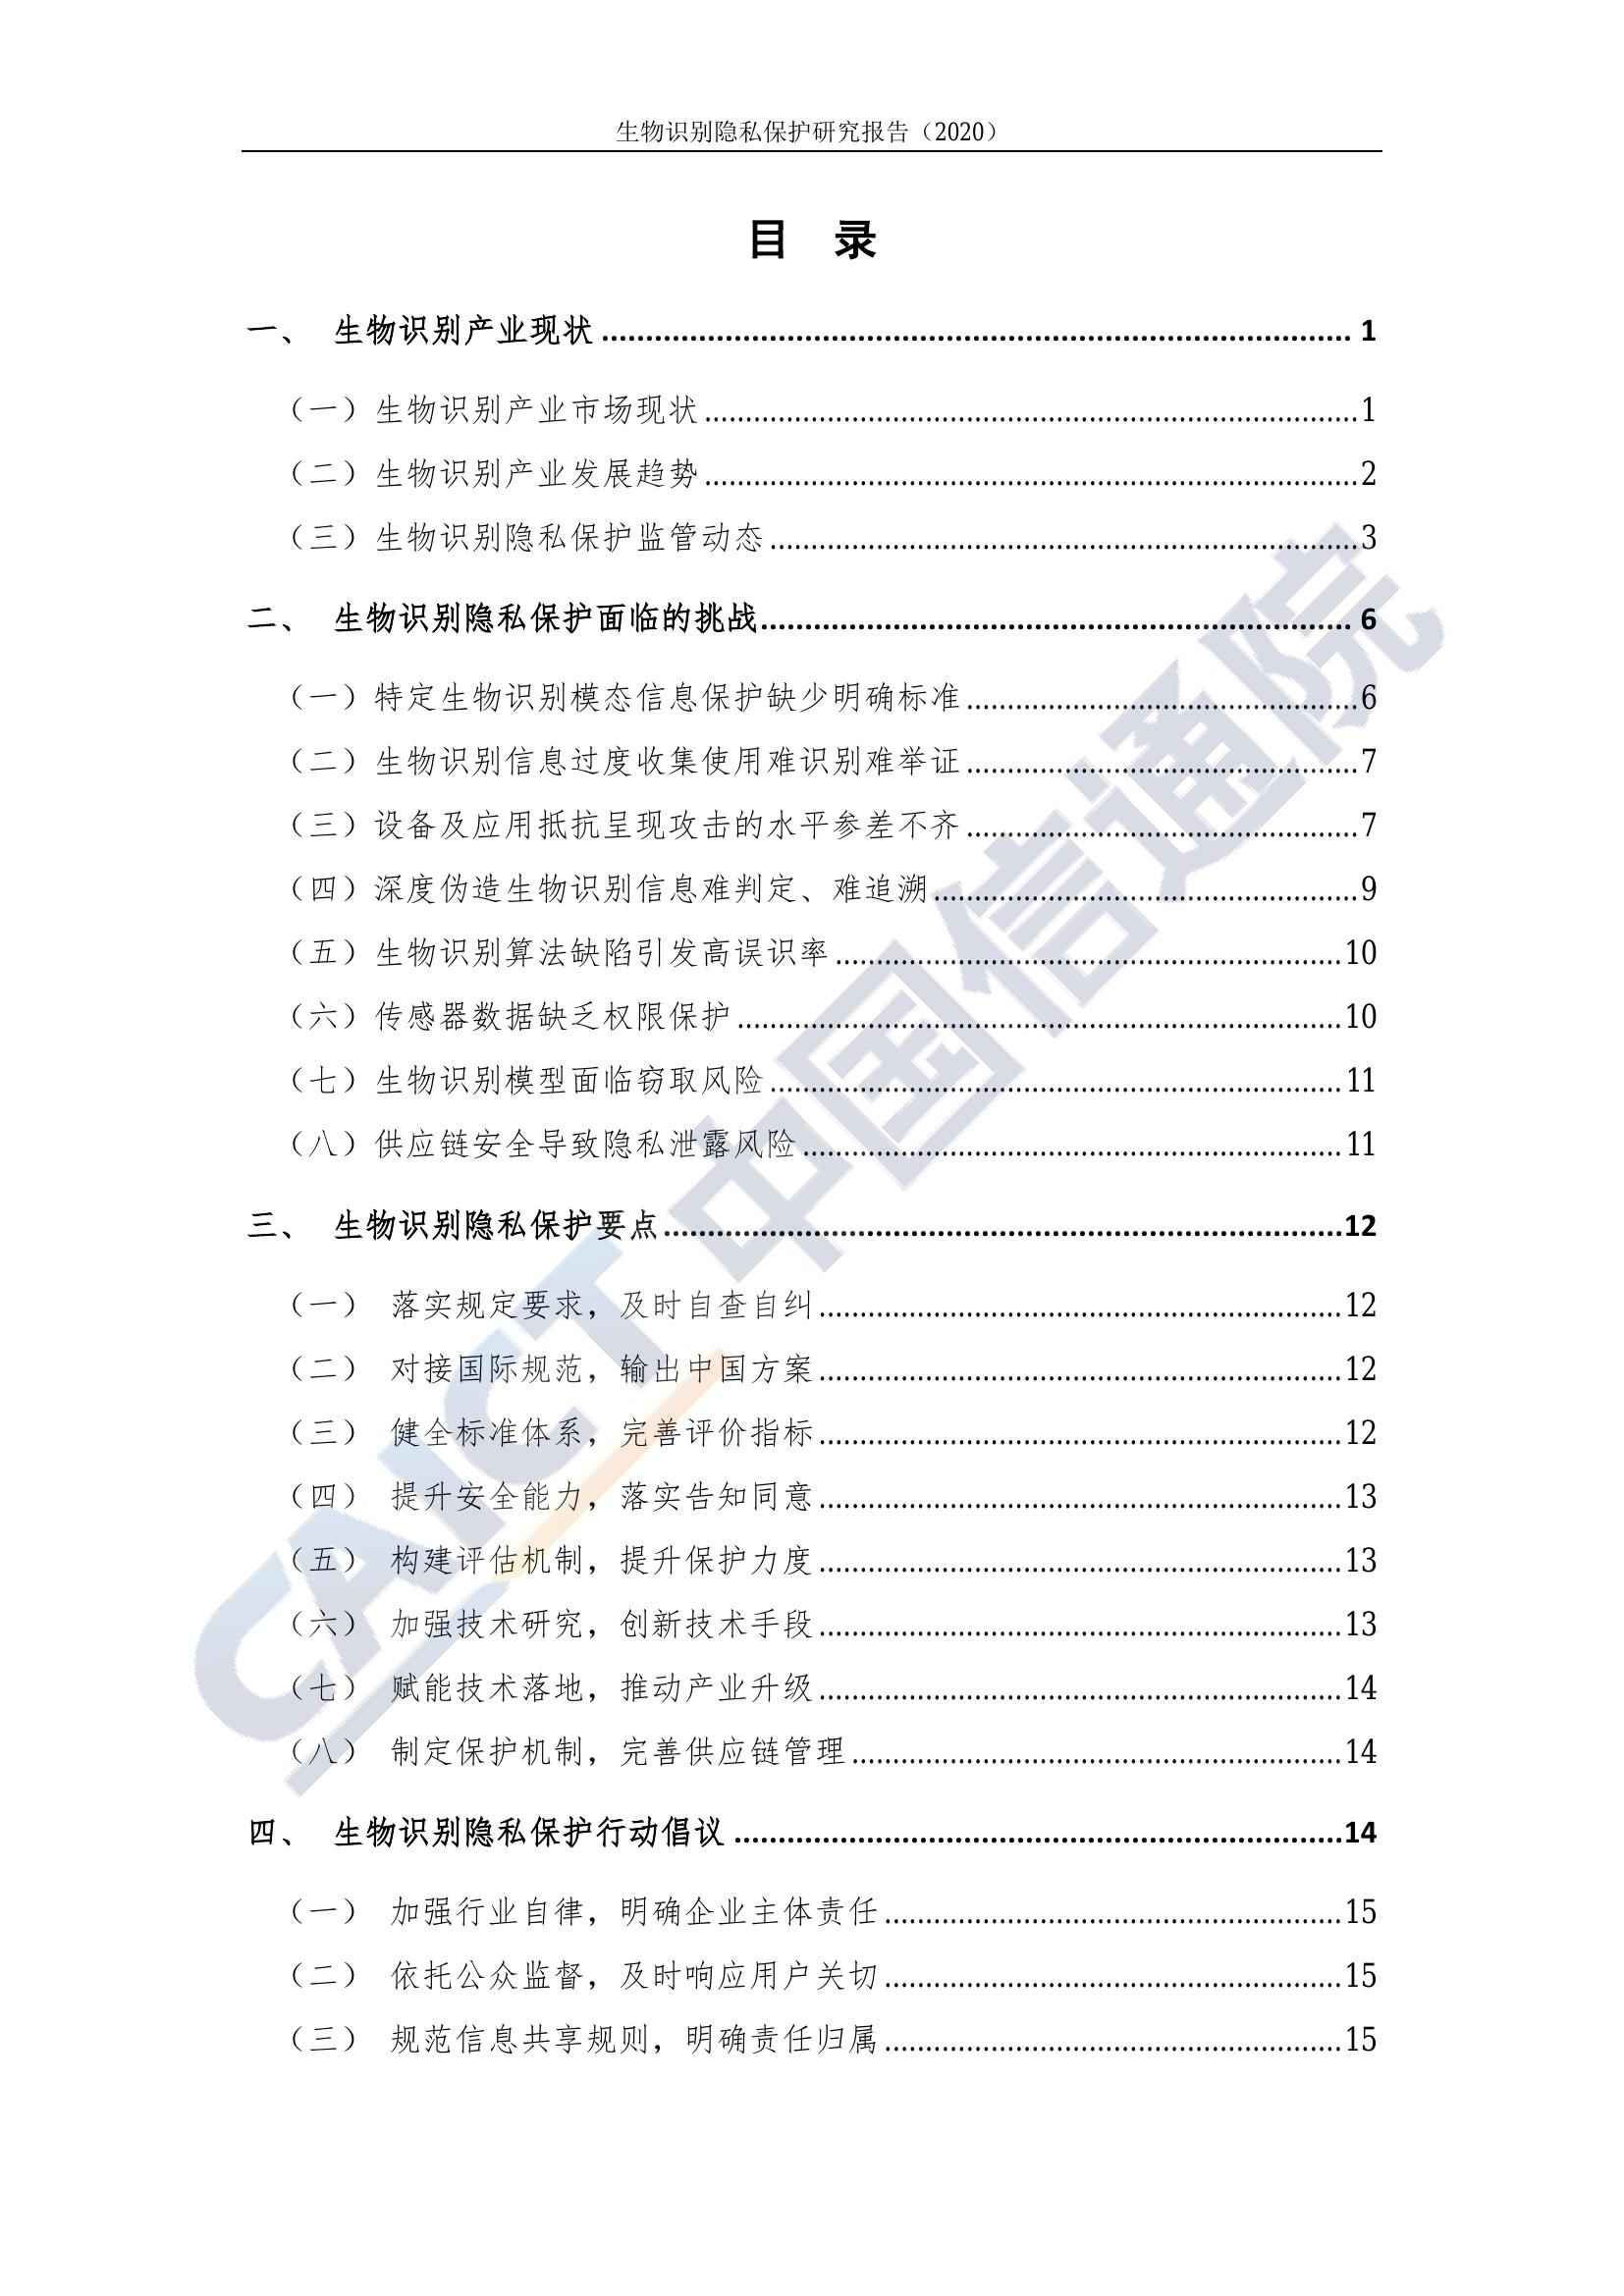 生物识别隐私保护研究报告（2020）
目 录
一、 生物识别产业现状 ........ 1
（一）生物识别产业市场现状 ........ 1
（二）生物识别产业发展趋势 ........ 2
（三）生物识别隐私保护监管动态 ........ 3
二、 生物识别隐私保护面临的挑战 ........ 6
（一）特定生物识别模态信息保护缺少明确标准 ........ 6
（二）生物识别信息过度收集使用难识别难举证 ........ 7
（三）设备及应用抵抗呈现攻击的水平参差不齐 ........ 7
（四）深度伪造生物识别信息难判定、难追溯 ........ 9
（五）生物识别算法缺陷引发高误识率 ........ 10
（六）传感器数据缺乏权限保护 ........ 10
（七）生物识别模型面临窃取风险 ........ 11
（八）供应链安全导致隐私泄露风险 ........ 11
三、 生物识别隐私保护要点 ........ 12
（一） 落实规定要求，及时自查自纠 ........ 12
（二） 对接国际规范，输出中国方案 ........ 12
（三） 健全标准体系，完善评价指标 ........ 12
（四） 提升安全能力，落实告知同意 ........ 13
（五） 构建评估机制，提升保护力度 ........ 13
（六） 加强技术研究，创新技术手段 ........ 13
（七） 赋能技术落地，推动产业升级 ........ 14
（八） 制定保护机制，完善供应链管理 ........ 14
四、 生物识别隐私保护行动倡议 ........ 14
（一） 加强行业自律，明确企业主体责任 ........ 15
（二） 依托公众监督，及时响应用户关切 ........ 15
（三） 规范信息共享规则，明确责任归属 ........ 15
CAICT 中国信通院